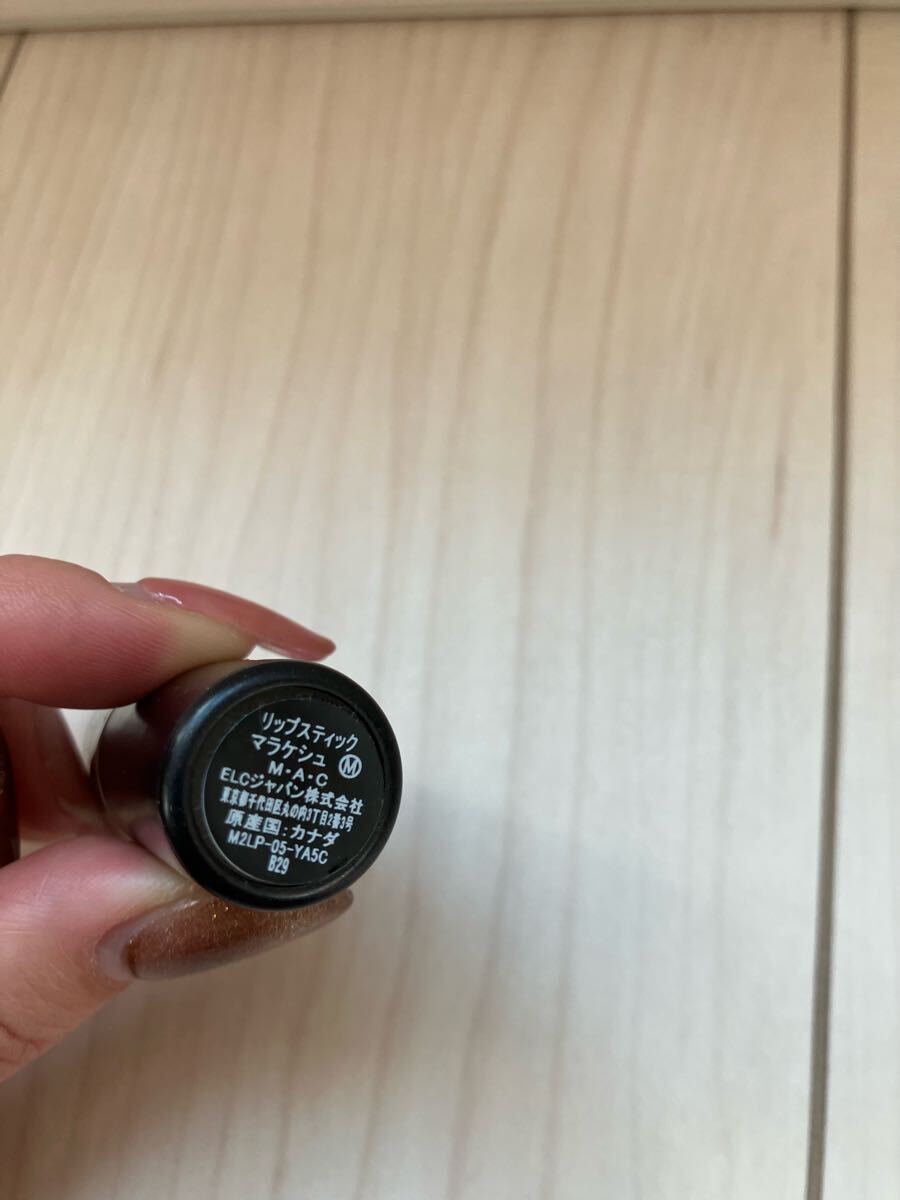 リップスティック
マラケシュ Ⓜ
M・A・C
ELCジャパン株式会社
東京都千代田区丸の内3丁目2番3号
原産国:カナダ
M2LP-05-YA5C
B29